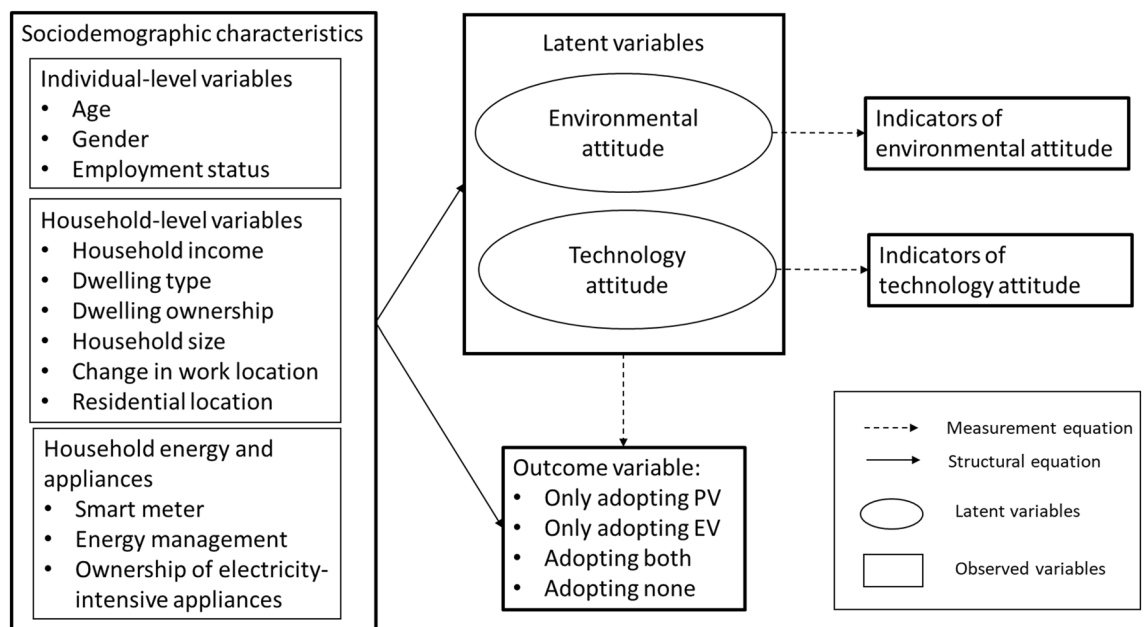 Sociodemographic characteristics
Individual-level variables
• Age
• Gender
• Employment status
Household-level variables
• Household income
• Dwelling type
• Dwelling ownership
• Household size
• Change in work location
• Residential location
Household energy and
appliances
• Smart meter
• Energy management
• Ownership of electricity-
intensive appliances
Latent variables
Environmental
attitude
Technology
attitude
Indicators of
environmental attitude
Indicators of
technology attitude
Outcome variable:
• Only adopting PV
• Only adopting EV
• Adopting both
• Adopting none
Measurement equation
Structural equation
Latent variables
Observed variables